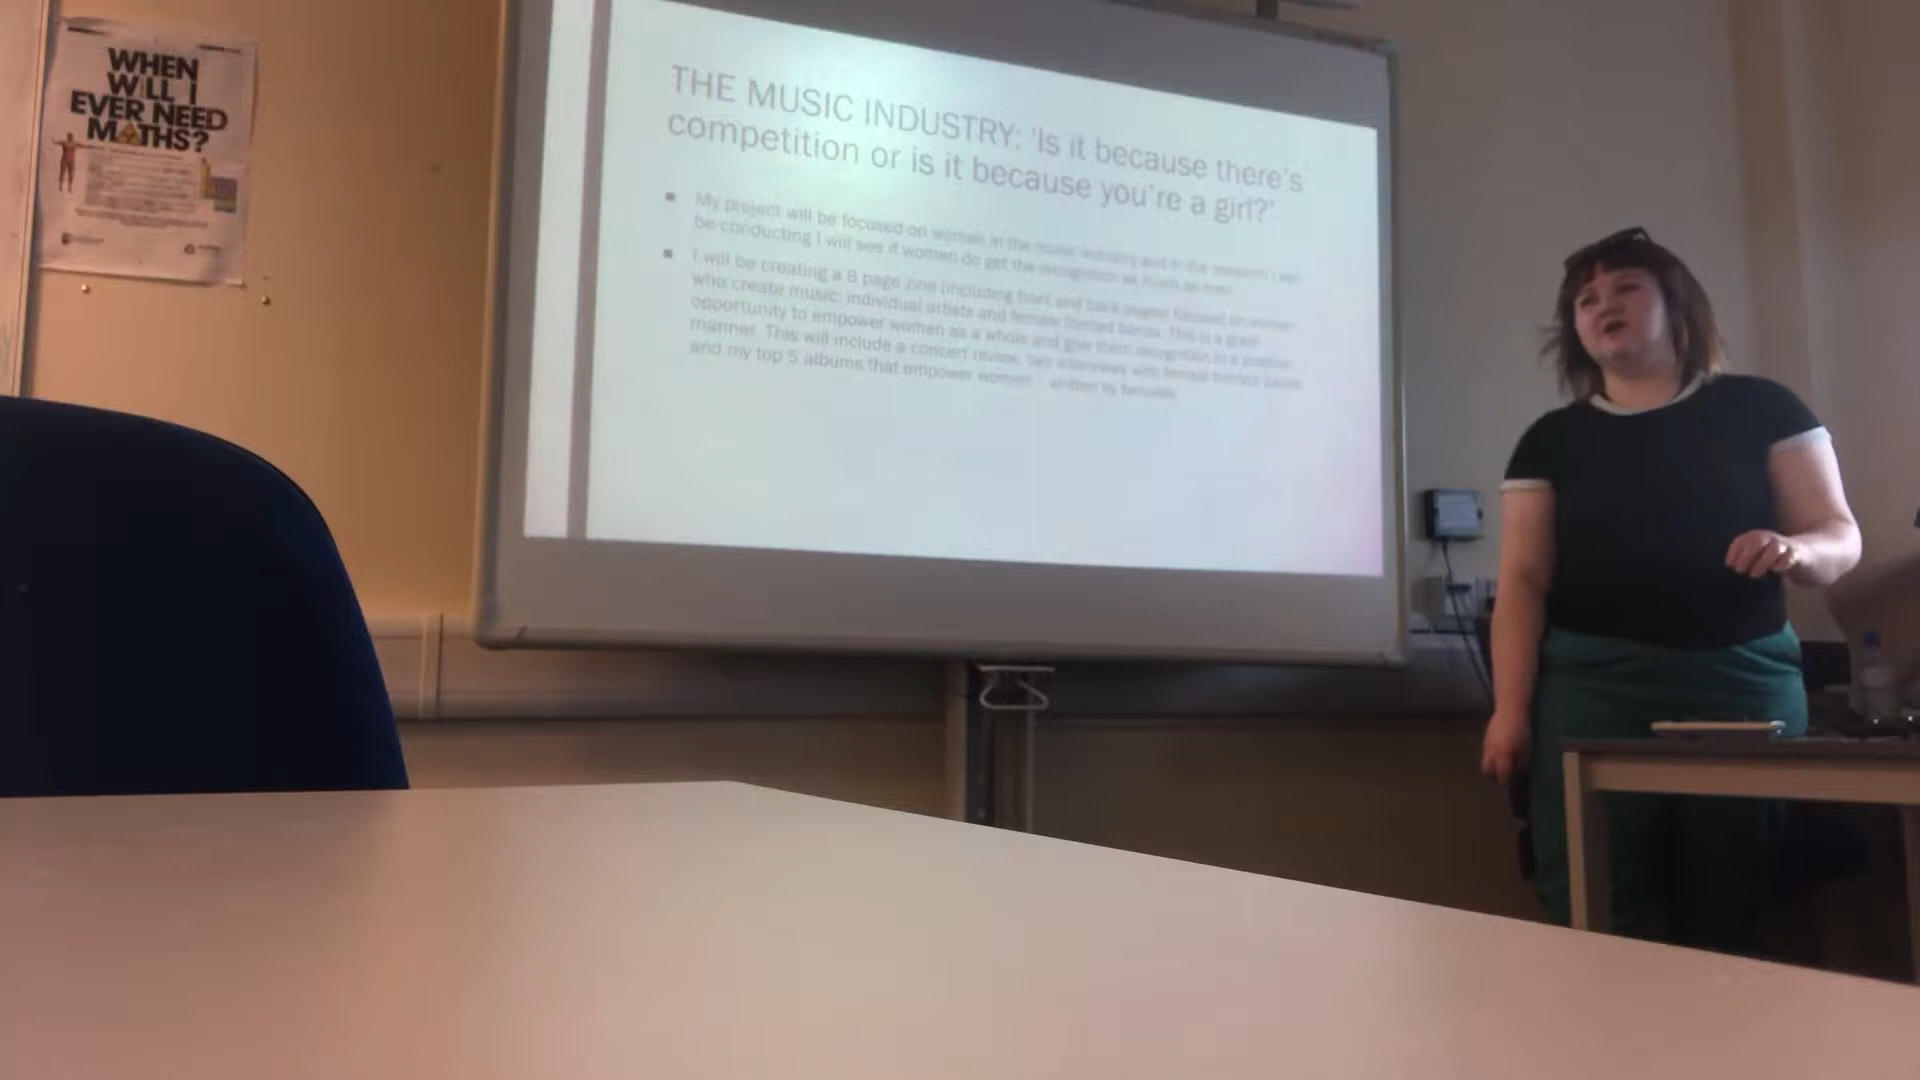 WHEN
WILL I
EVER NEED
MATHS?
THE MUSIC INDUSTRY: 'Is it because there's
competition or is it because you're a girl?'
▪ My project will be focused on women in the music industry and in the research I will
be conducting I will see if women do get the recognition as much as men.
▪ I will be creating a 8 page zine (including front and back pages) focused on women
who create music: individual artists and female fronted bands. This is a great
opportunity to empower women as a whole and give them recognition in a positive
manner. This will include a concert review, two interviews with female fronted bands
and my top 5 albums that empower women - written by females.